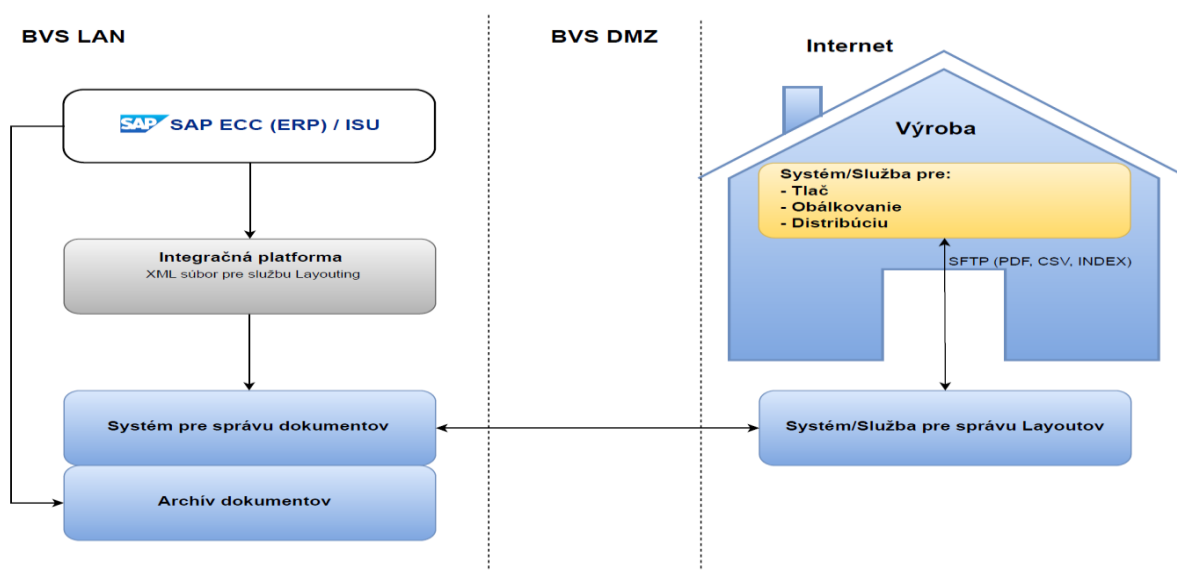 BVS LAN
BVS DMZ
Internet
SAP SAP ECC (ERP) / ISU
Výroba
Systém/Služba pre:
- Tlač
- Obálkovanie
- Distribúciu
Integračná platforma
XML súbor pre službu Layouting
SFTP (PDF, CSV, INDEX)
Systém pre správu dokumentov
Systém/Služba pre správu Layoutov
Archív dokumentov